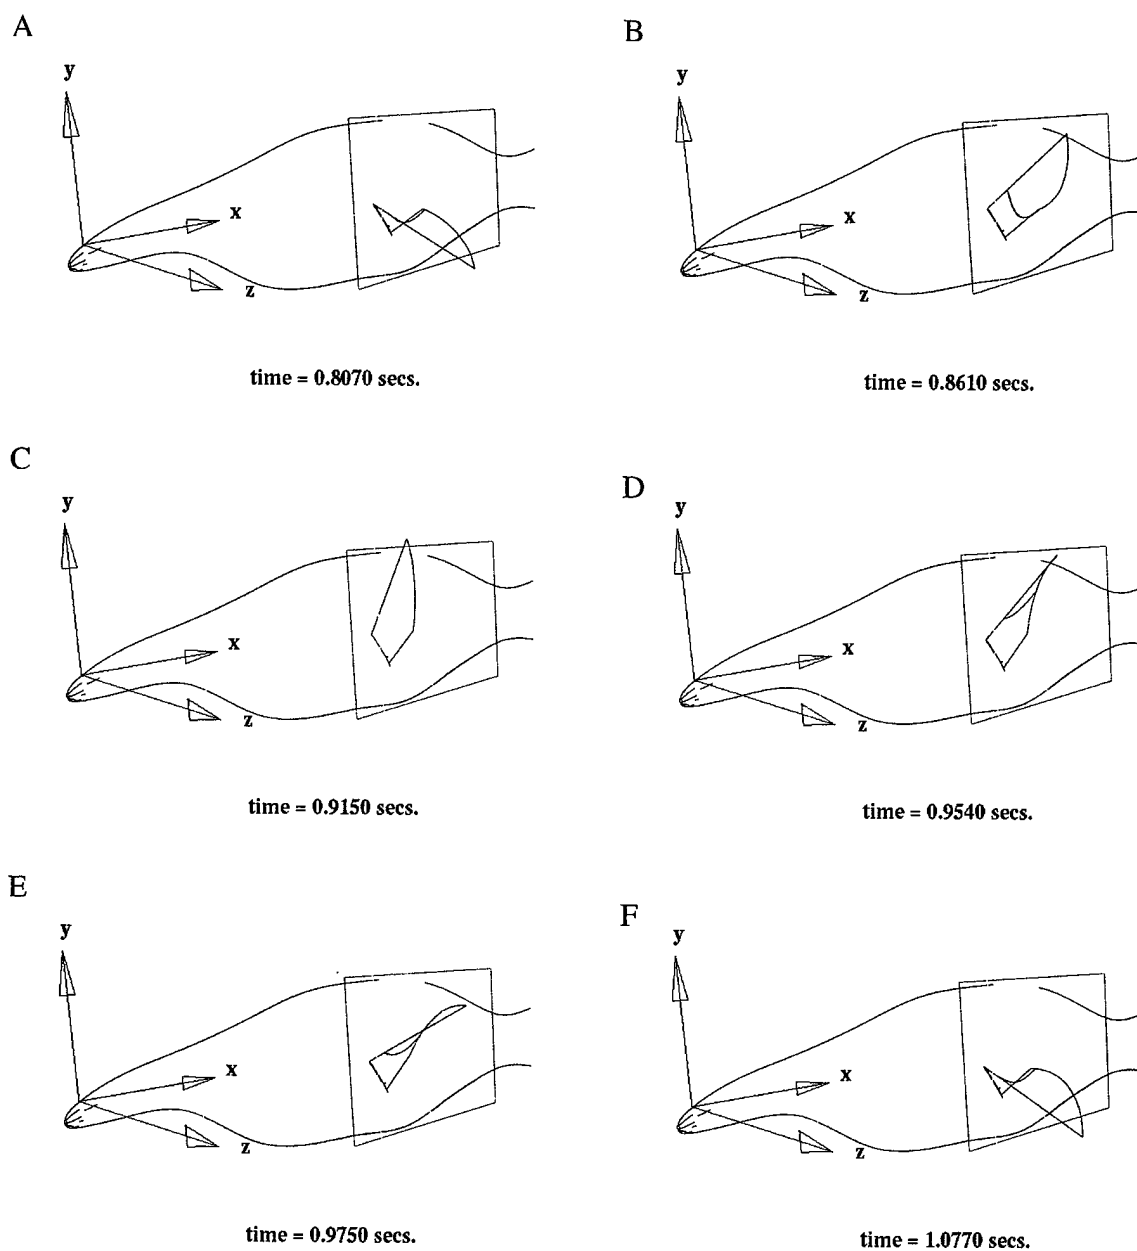 A
B
y
x
z
time = 0.8070 secs.
y
x
z
time = 0.8610 secs.
C
D
y
x
z
time = 0.9150 secs.
y
x
z
time = 0.9540 secs.
E
F
y
x
z
time = 0.9750 secs.
y
x
z
time = 1.0770 secs.